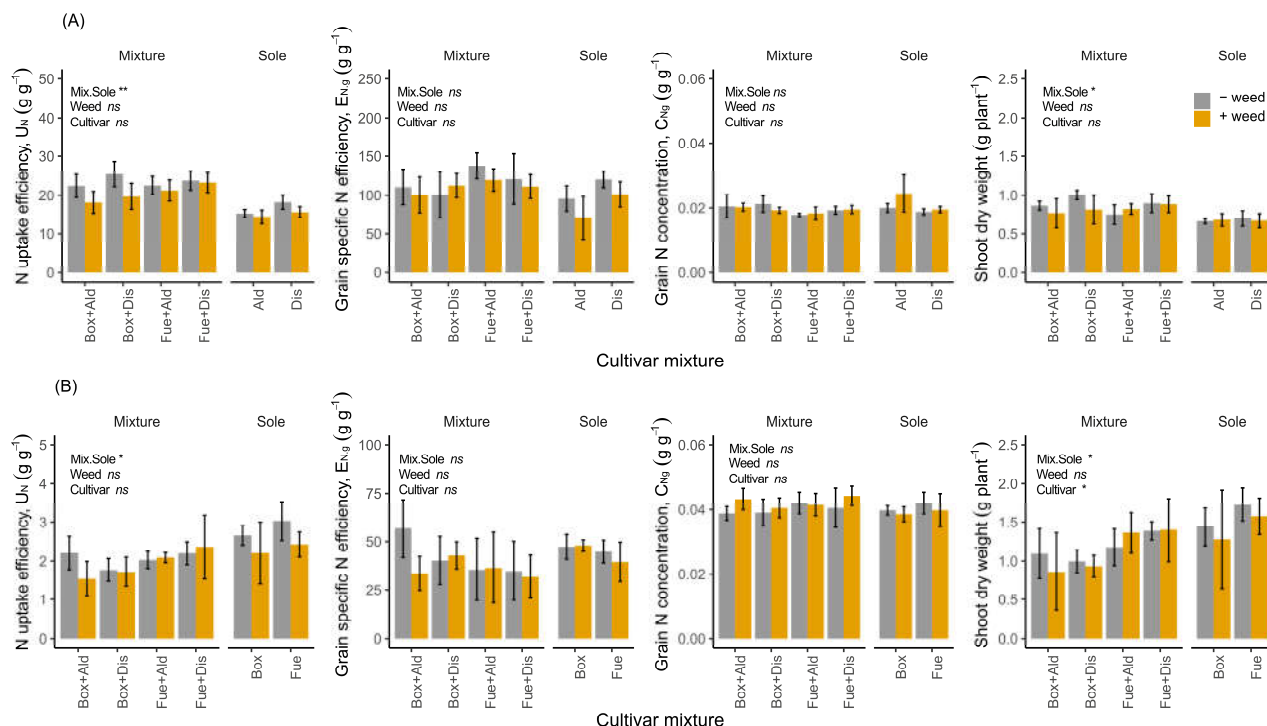 (A)
Mixture
Sole
N uptake efficiency, UN (g g⁻¹)
50
40
30
20
10
0
Mix.Sole **
Weed ns
Cultivar ns
Box+Ald
Box+Dis
Fue+Ald
Fue+Dis
Ald
Dis
Grain specific N efficiency, EN,g (g g⁻¹)
250
200
150
100
50
0
Mix.Sole ns
Weed ns
Cultivar ns
Box+Ald
Box+Dis
Fue+Ald
Fue+Dis
Ald
Dis
Mixture
Sole
Grain N concentration, CNg (g g⁻¹)
0.06
0.04
0.02
0.00
Mix.Sole ns
Weed ns
Cultivar ns
Box+Ald
Box+Dis
Fue+Ald
Fue+Dis
Ald
Dis
Mixture
Sole
Shoot dry weight (g plant⁻¹)
2.5
2.0
1.5
1.0
0.5
0.0
Mix.Sole *
Weed ns
Cultivar ns
Box+Ald
Box+Dis
Fue+Ald
Fue+Dis
Ald
Dis
Mixture
Sole
− weed
+ weed
Cultivar mixture
(B)
Mixture
Sole
N uptake efficiency, UN (g g⁻¹)
5
4
3
2
1
0
Mix.Sole *
Weed ns
Cultivar ns
Box+Ald
Box+Dis
Fue+Ald
Fue+Dis
Box
Fue
Mixture
Sole
Grain specific N efficiency, EN,g (g g⁻¹)
100
75
50
25
0
Mix.Sole ns
Weed ns
Cultivar ns
Box+Ald
Box+Dis
Fue+Ald
Fue+Dis
Box
Fue
Mixture
Sole
Grain N concentration, CNg (g g⁻¹)
0.06
0.04
0.02
0.00
Mix.Sole ns
Weed ns
Cultivar ns
Box+Ald
Box+Dis
Fue+Ald
Fue+Dis
Box
Fue
Mixture
Sole
Shoot dry weight (g plant⁻¹)
2.5
2.0
1.5
1.0
0.5
0.0
Mix.Sole *
Weed ns
Cultivar *
Box+Ald
Box+Dis
Fue+Ald
Fue+Dis
Box
Fue
Cultivar mixture